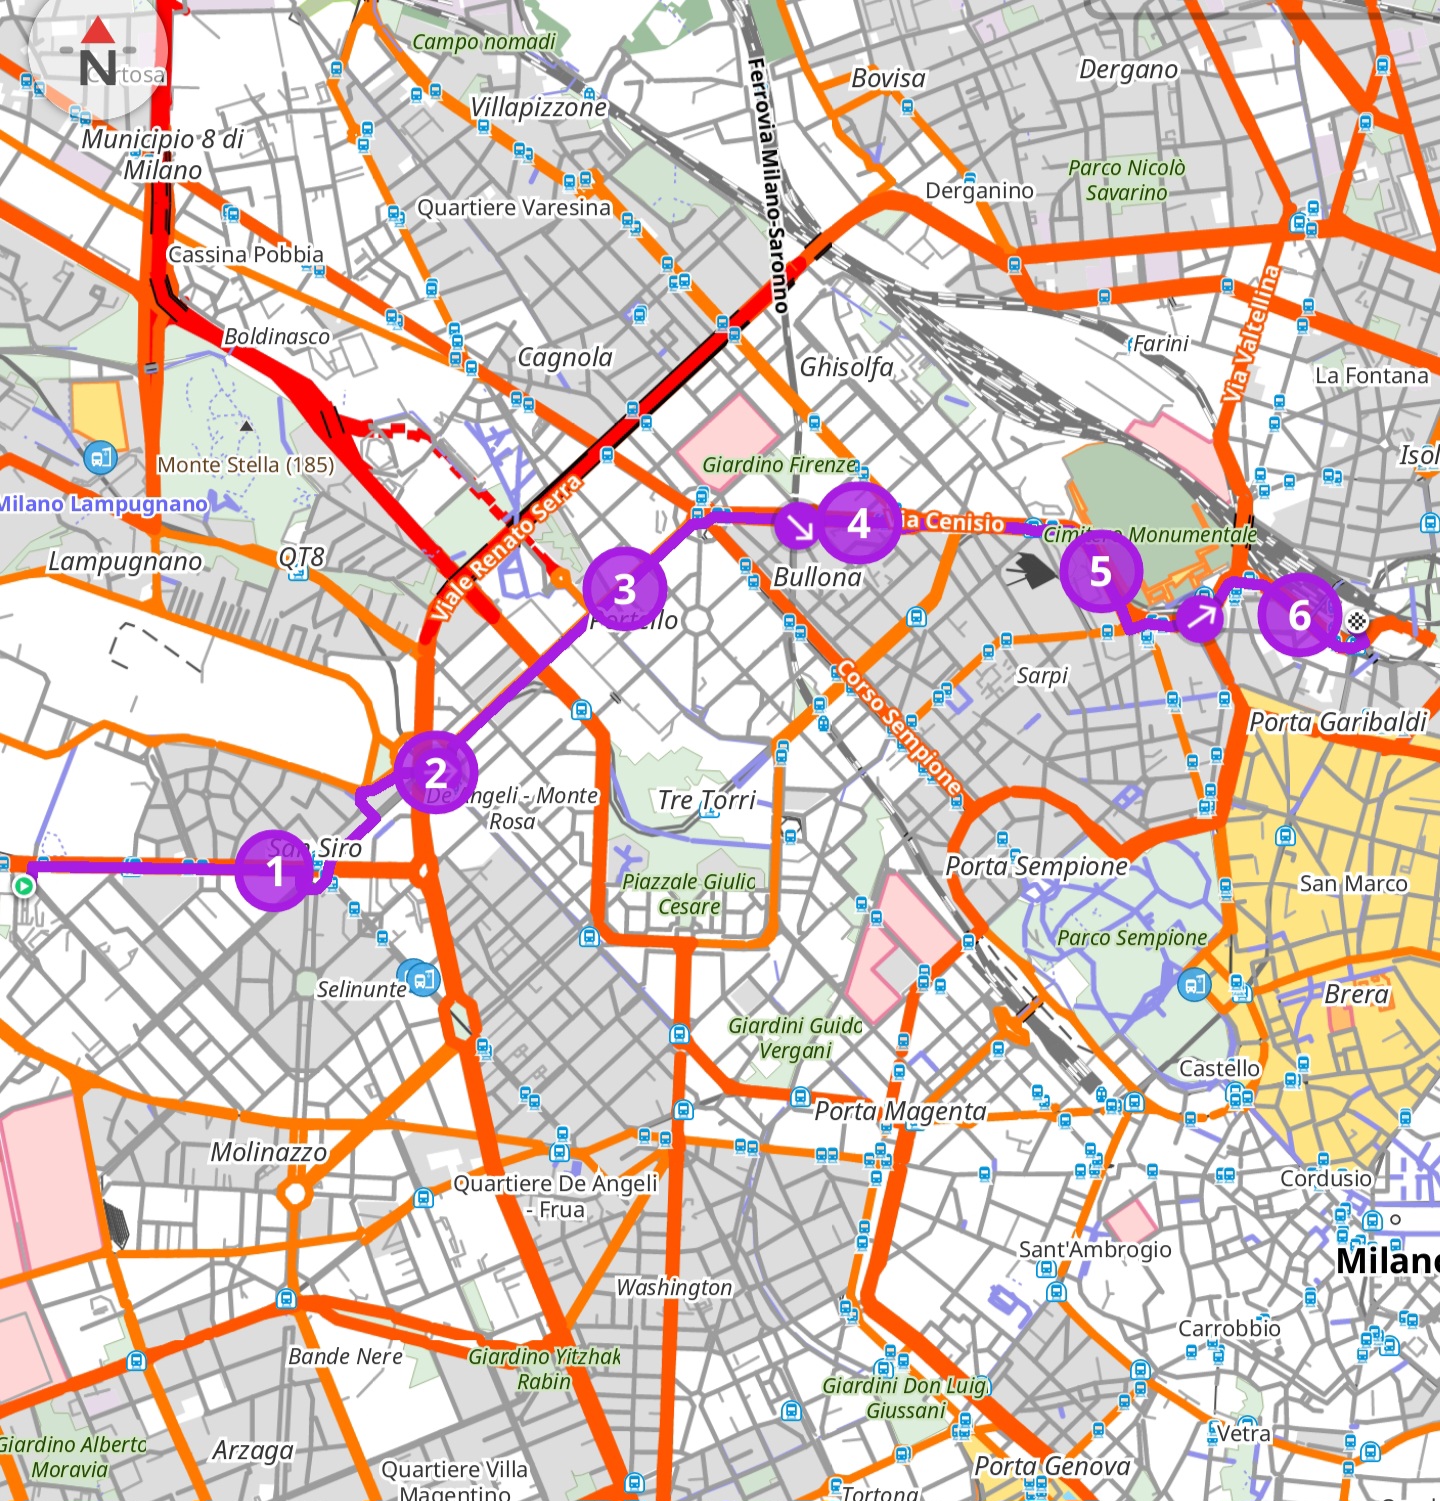 Campo nomadi
Bovisa
Dergano
N
Certosa
Villapizzone
Ferrovia Milano-Saronno
Municipio 8 di
Milano
Parco Nicolò
Savarino
Derganino
Quartiere Varesina
Cassina Pobbia
Via Valtellina
Boldinasco
Cagnola
Ghisolfa
Farini
La Fontana
Monte Stella (185)
Giardino Firenze
Isol
Milano Lampugnano
Viale Renato Serra
4
ia Cenisio
Cimitero Monumentale
Lampugnano
QT8
Bullona
5
3
Portello
6
Sarpi
Corso Sempione
Porta Garibaldi
2
De Angeli - Monte
Rosa
Tre Torri
San Siro
1
Porta Sempione
San Marco
Piazzale Giulio
Cesare
Parco Sempione
Selinunte
Brera
Giardini Guido
Vergani
Castello
Porta Magenta
Molinazzo
Quartiere De Angeli
- Frua
Cordusio
Sant'Ambrogio
Milano
Washington
Carrobbio
Bande Nere
Giardino Yitzhak
Rabin
Giardini Don Luigi
Giussani
Giardino Alberto
Moravia
Arzaga
Vetra
Quartiere Villa
Magentino
Porta Genova
Tortona